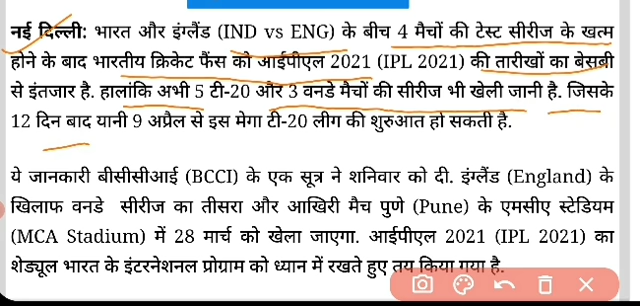 नई दिल्ली: भारत और इंग्लैंड (IND vs ENG) के बीच 4 मैचों की टेस्ट सीरीज के खत्म
होने के बाद भारतीय क्रिकेट फैंस को आईपीएल 2021 (IPL 2021) की तारीखों का बेसब्री
से इंतजार है. हालांकि अभी 5 टी-20 और 3 वनडे मैचों की सीरीज भी खेली जानी है. जिसके
12 दिन बाद यानी 9 अप्रैल से इस मेगा टी-20 लीग की शुरुआत हो सकती है.
ये जानकारी बीसीसीआई (BCCI) के एक सूत्र ने शनिवार को दी. इंग्लैंड (England) के
खिलाफ वनडे सीरीज का तीसरा और आखिरी मैच पुणे (Pune) के एमसीए स्टेडियम
(MCA Stadium) में 28 मार्च को खेला जाएगा. आईपीएल 2021 (IPL 2021) का
शेड्यूल भारत के इंटरनेशनल प्रोग्राम को ध्यान में रखते हुए तय किया गया है.